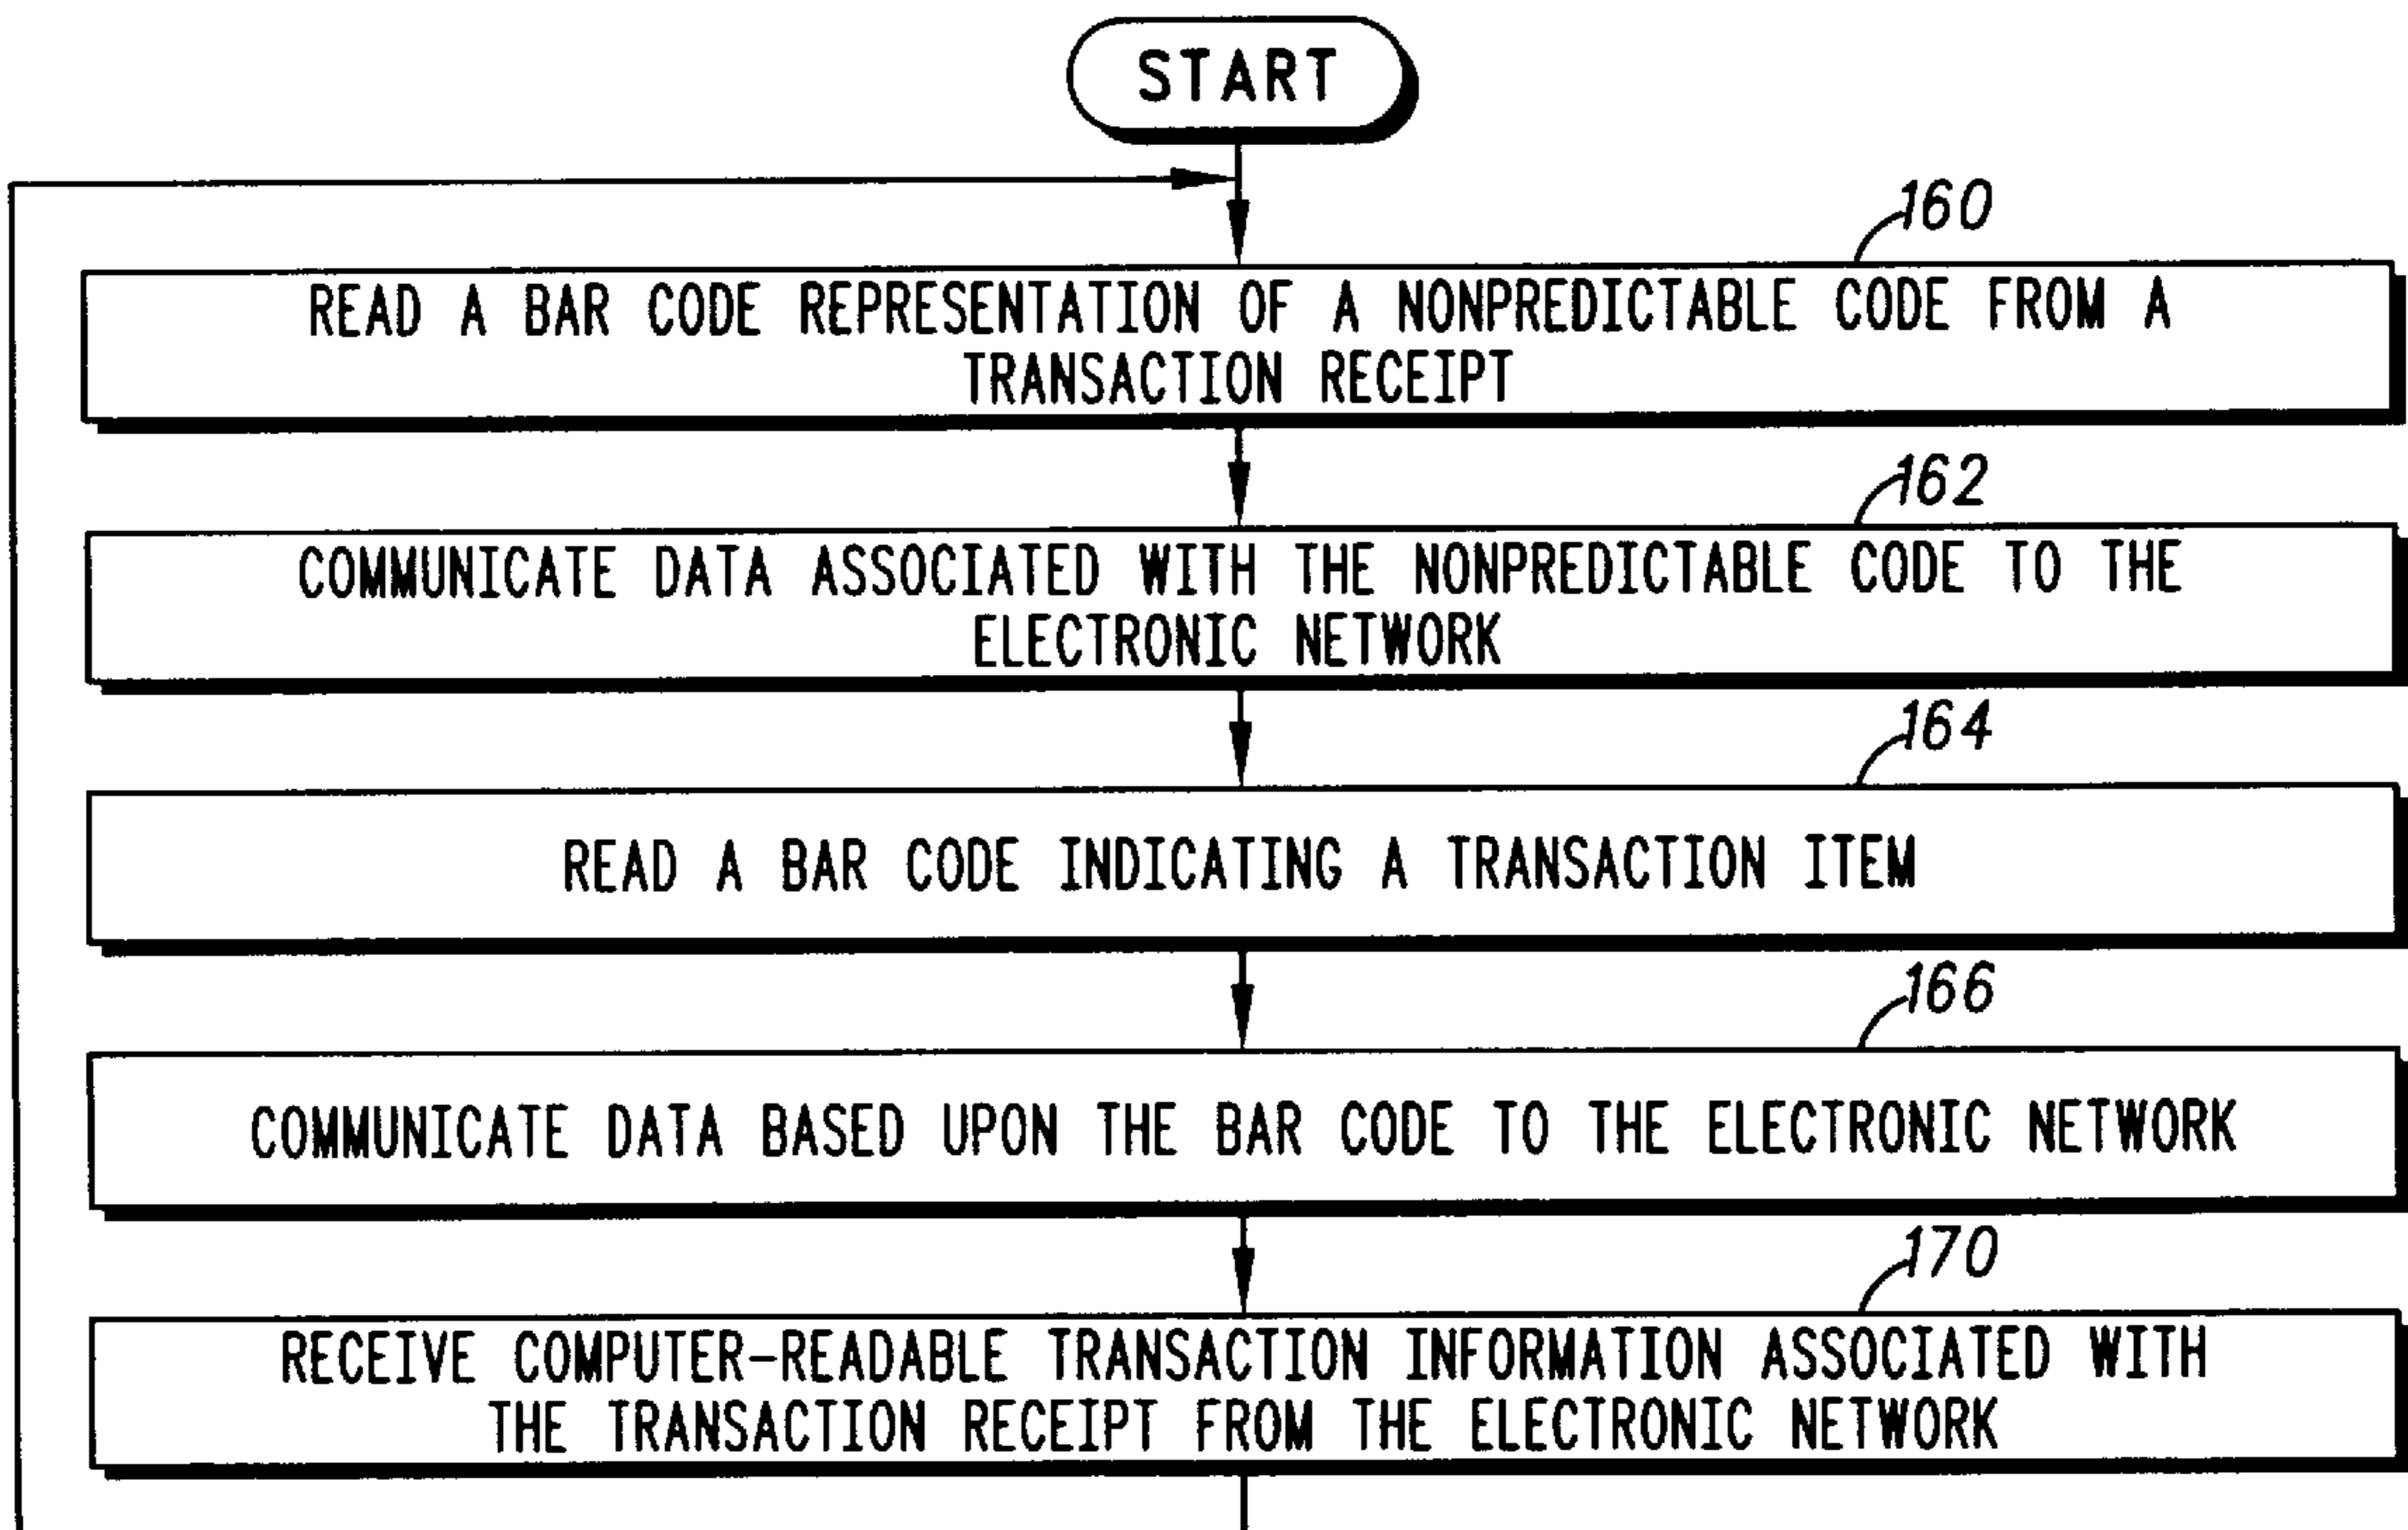 START
160
READ A BAR CODE REPRESENTATION OF A NONPREDICTABLE CODE FROM A
TRANSACTION RECEIPT
162
COMMUNICATE DATA ASSOCIATED WITH THE NONPREDICTABLE CODE TO THE
ELECTRONIC NETWORK
164
READ A BAR CODE INDICATING A TRANSACTION ITEM
166
COMMUNICATE DATA BASED UPON THE BAR CODE TO THE ELECTRONIC NETWORK
170
RECEIVE COMPUTER-READABLE TRANSACTION INFORMATION ASSOCIATED WITH
THE TRANSACTION RECEIPT FROM THE ELECTRONIC NETWORK